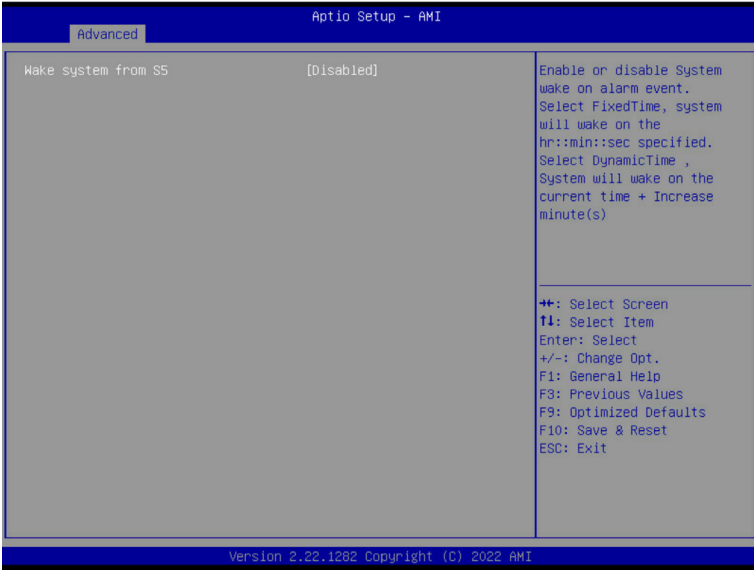 Aptio Setup – AMI
Advanced
Wake system from S5 [Disabled]
Enable or disable System
wake on alarm event.
Select FixedTime, system
will wake on the
hr::min::sec specified.
Select DynamicTime ,
System will wake on the
current time + Increase
minute(s)
→←: Select Screen
↑↓: Select Item
Enter: Select
+/-: Change Opt.
F1: General Help
F3: Previous Values
F9: Optimized Defaults
F10: Save & Reset
ESC: Exit
Version 2.22.1282 Copyright (C) 2022 AMI